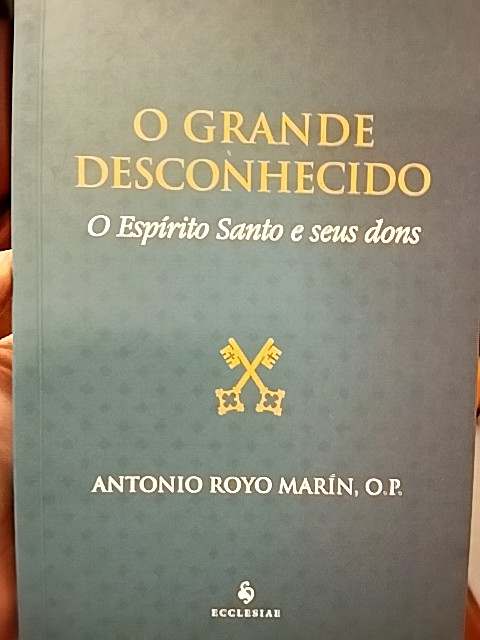 O GRANDE
DESCONHECIDO
O Espírito Santo e seus dons
ANTONIO ROYO MARÍN, O.P.
ECCLESIAE